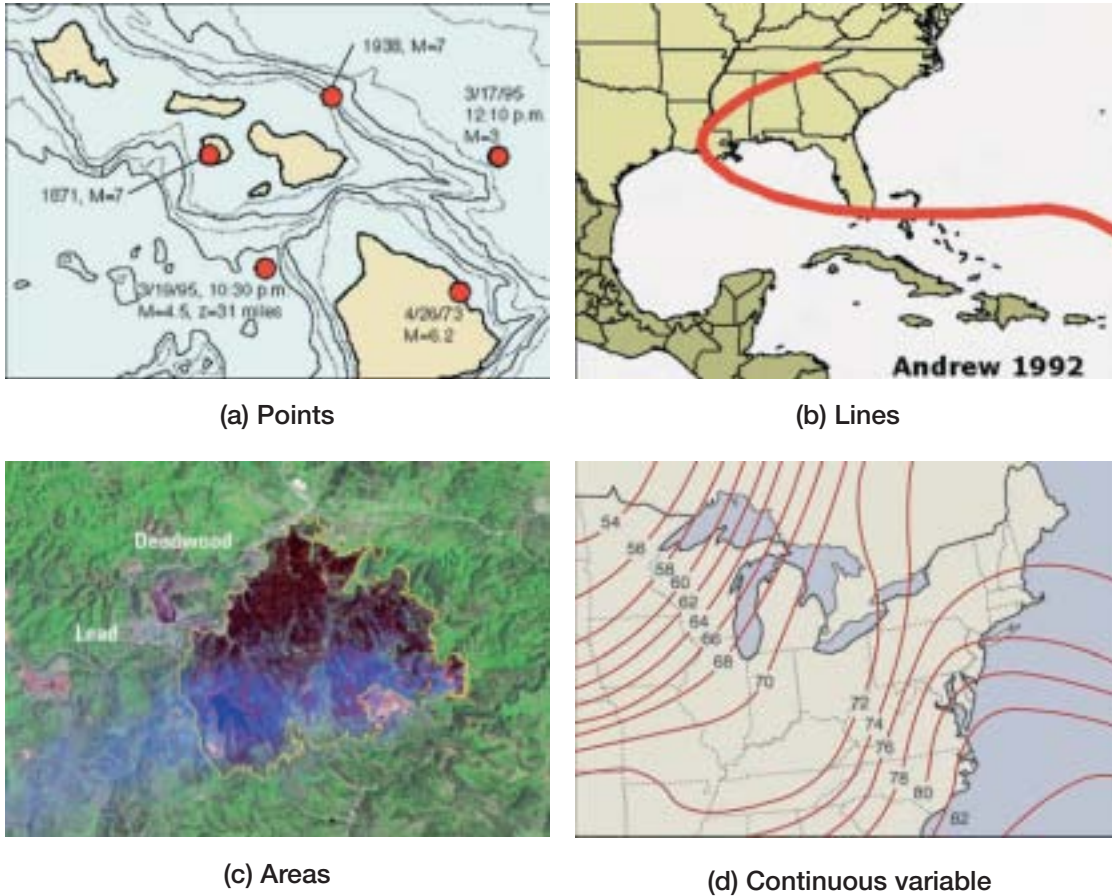 1938, M=7
3/17/95
12:10 p.m.
M=3
1871, M=7
3/19/95, 10:30 p.m
M=4.5, z=31 miles
4/26/73
M=6.2
(a) Points
Andrew 1992
(b) Lines
Deadwood
Lead
(c) Areas
54
56
58
60
62
64
66
68
70
72
74
76
78
80
82
(d) Continuous variable